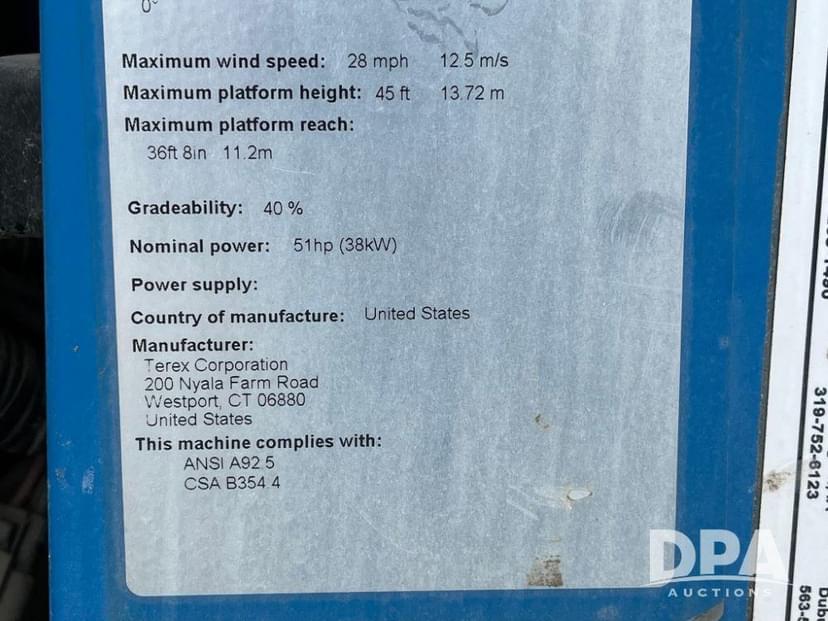 0°
Maximum wind speed: 28 mph 12.5 m/s
Maximum platform height: 45 ft 13.72 m
Maximum platform reach:
36ft 8in 11.2m
Gradeability: 40 %
Nominal power: 51hp (38kW)
Power supply:
Country of manufacture: United States
Manufacturer:
Terex Corporation
200 Nyala Farm Road
Westport, CT 06880
United States
This machine complies with:
ANSI A92.5
CSA B354.4
319-752-6123
DPA
AUCTIONS